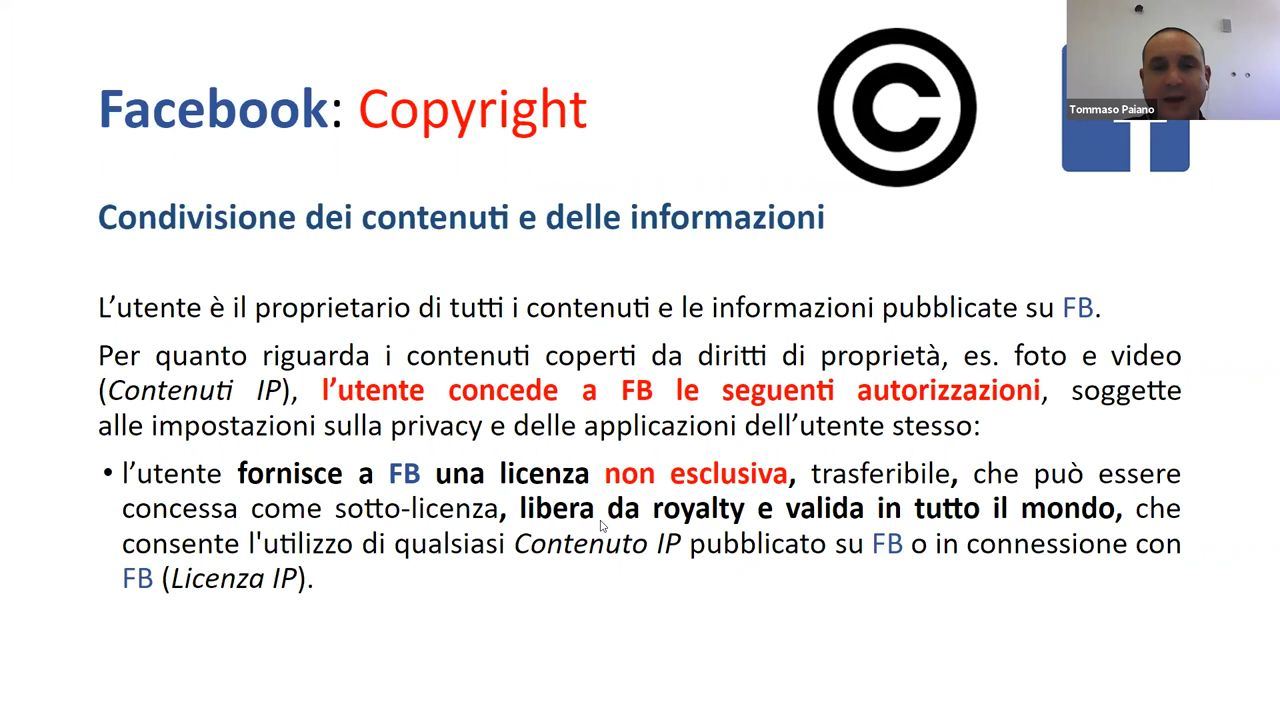 Tommaso Paiano
Facebook: Copyright
Condivisione dei contenuti e delle informazioni
L’utente è il proprietario di tutti i contenuti e le informazioni pubblicate su FB.
Per quanto riguarda i contenuti coperti da diritti di proprietà, es. foto e video
(Contenuti IP), l’utente concede a FB le seguenti autorizzazioni, soggette
alle impostazioni sulla privacy e delle applicazioni dell’utente stesso:
• l’utente fornisce a FB una licenza non esclusiva, trasferibile, che può essere
concessa come sotto-licenza, libera da royalty e valida in tutto il mondo, che
consente l'utilizzo di qualsiasi Contenuto IP pubblicato su FB o in connessione con
FB (Licenza IP).